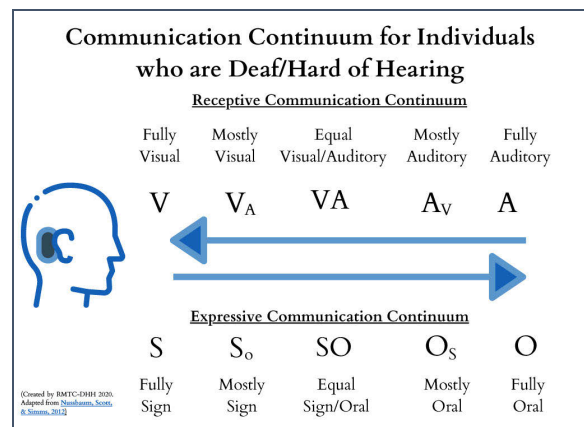 Communication Continuum for Individuals
who are Deaf/Hard of Hearing
Receptive Communication Continuum
Fully Mostly Equal Mostly Fully
Visual Visual Visual/Auditory Auditory Auditory
V VA VA AV A
Expressive Communication Continuum
S So SO OS O
Fully Mostly Equal Mostly Fully
Sign Sign Sign/Oral Oral Oral
(Created by RMTC-DHH 2020.
Adapted from Nussbaum, Scott,
& Simms, 2012)